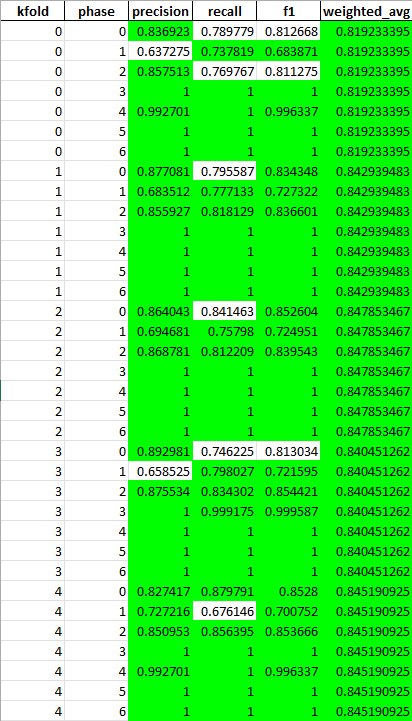 kfold phase precision recall f1 weighted_avg
0 0 0.836923 0.789779 0.812668 0.819233395
0 1 0.637275 0.737819 0.683871 0.819233395
0 2 0.857513 0.769767 0.811275 0.819233395
0 3 1 1 1 0.819233395
0 4 0.992701 1 0.996337 0.819233395
0 5 1 1 1 0.819233395
0 6 1 1 1 0.819233395
1 0 0.877081 0.795587 0.834348 0.842939483
1 1 0.683512 0.777133 0.727322 0.842939483
1 2 0.855927 0.818129 0.836601 0.842939483
1 3 1 1 1 0.842939483
1 4 1 1 1 0.842939483
1 5 1 1 1 0.842939483
1 6 1 1 1 0.842939483
2 0 0.864043 0.841463 0.852604 0.847853467
2 1 0.694681 0.75798 0.724951 0.847853467
2 2 0.868781 0.812209 0.839543 0.847853467
2 3 1 1 1 0.847853467
2 4 1 1 1 0.847853467
2 5 1 1 1 0.847853467
2 6 1 1 1 0.847853467
3 0 0.892981 0.746225 0.813034 0.840451262
3 1 0.658525 0.798027 0.721595 0.840451262
3 2 0.875534 0.834302 0.854421 0.840451262
3 3 1 0.999175 0.999587 0.840451262
3 4 1 1 1 0.840451262
3 5 1 1 1 0.840451262
3 6 1 1 1 0.840451262
4 0 0.827417 0.879791 0.8528 0.845190925
4 1 0.727216 0.676146 0.700752 0.845190925
4 2 0.850953 0.856395 0.853666 0.845190925
4 3 1 1 1 0.845190925
4 4 0.992701 1 0.996337 0.845190925
4 5 1 1 1 0.845190925
4 6 1 1 1 0.845190925